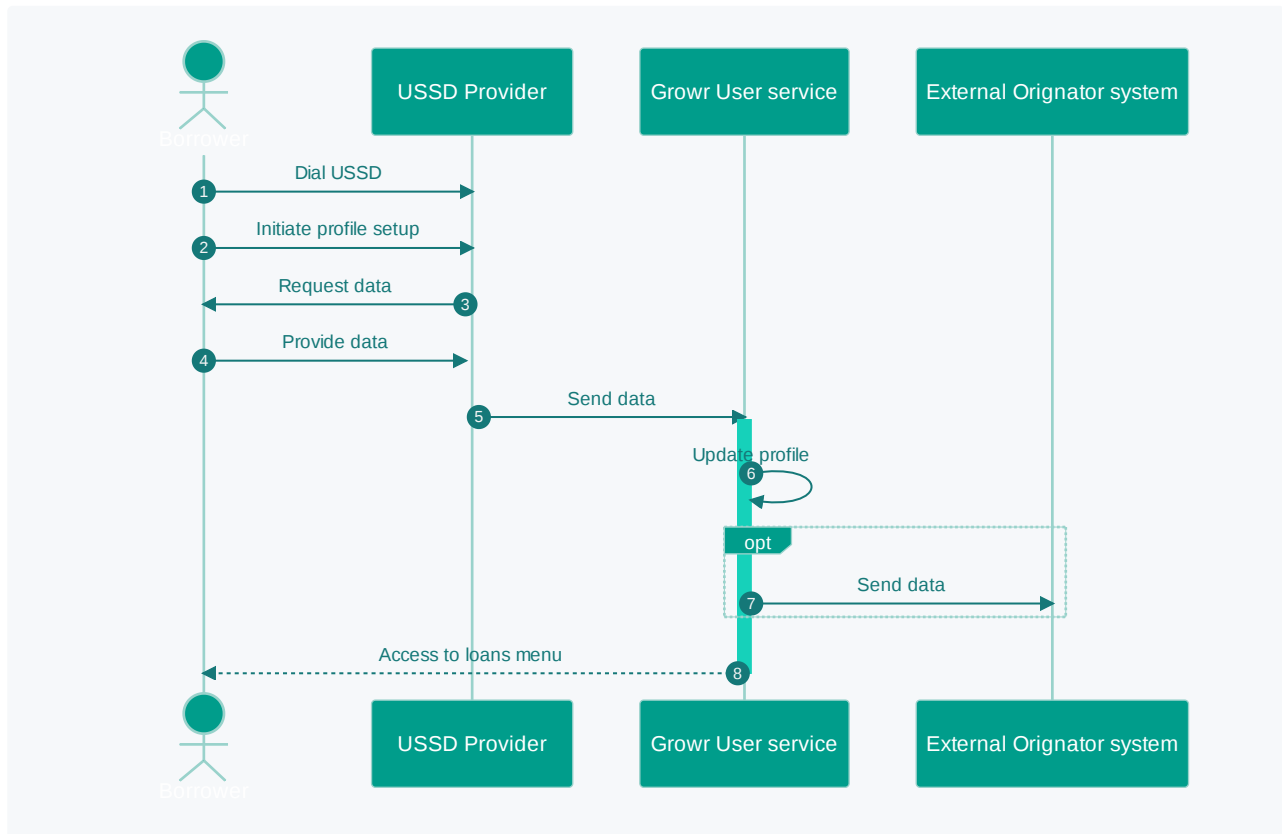 Borrower
USSD Provider
Growr User service
External Orignator system
Dial USSD
1
Initiate profile setup
2
Request data
3
Provide data
4
Send data
5
Update profile
6
opt
Send data
7
Access to loans menu
8
Borrower
USSD Provider
Growr User service
External Orignator system